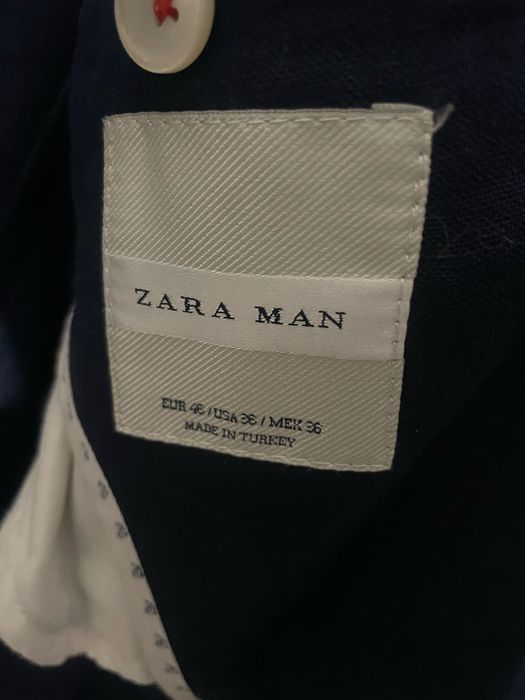 ZARA MAN
EUR 46 / USA 36 / MEX 36
MADE IN TURKEY